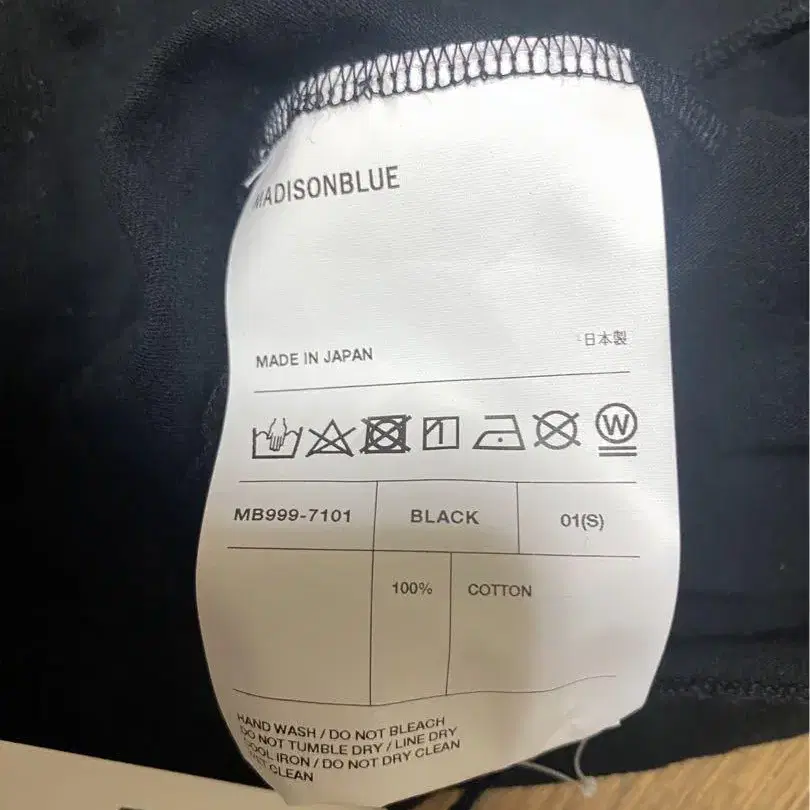 MADISONBLUE
MADE IN JAPAN
日本製
W
MB999-7101 BLACK 01(S)
100% COTTON
HAND WASH / DO NOT BLEACH
DO NOT TUMBLE DRY / LINE DRY
COOL IRON / DO NOT DRY CLEAN
WET CLEAN